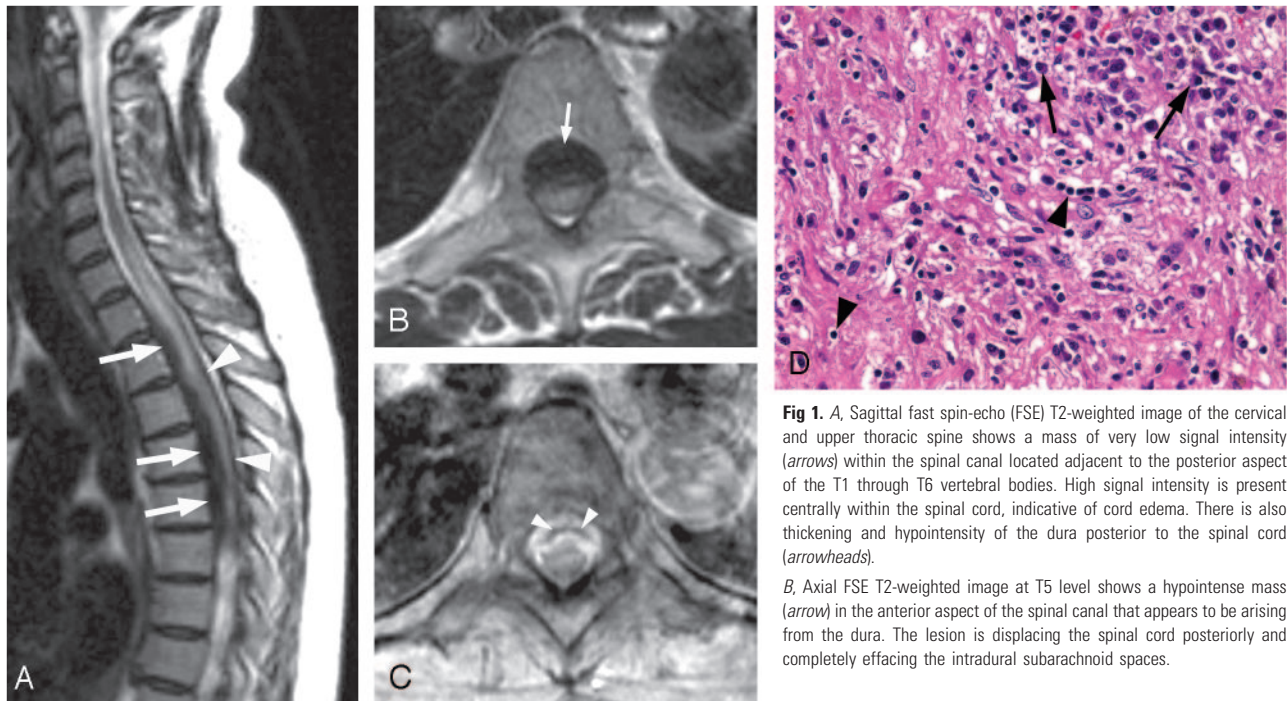 A
B
C
D
Fig 1. A, Sagittal fast spin-echo (FSE) T2-weighted image of the cervical
and upper thoracic spine shows a mass of very low signal intensity
(arrows) within the spinal canal located adjacent to the posterior aspect
of the T1 through T6 vertebral bodies. High signal intensity is present
centrally within the spinal cord, indicative of cord edema. There is also
thickening and hypointensity of the dura posterior to the spinal cord
(arrowheads).
B, Axial FSE T2-weighted image at T5 level shows a hypointense mass
(arrow) in the anterior aspect of the spinal canal that appears to be arising
from the dura. The lesion is displacing the spinal cord posteriorly and
completely effacing the intradural subarachnoid spaces.